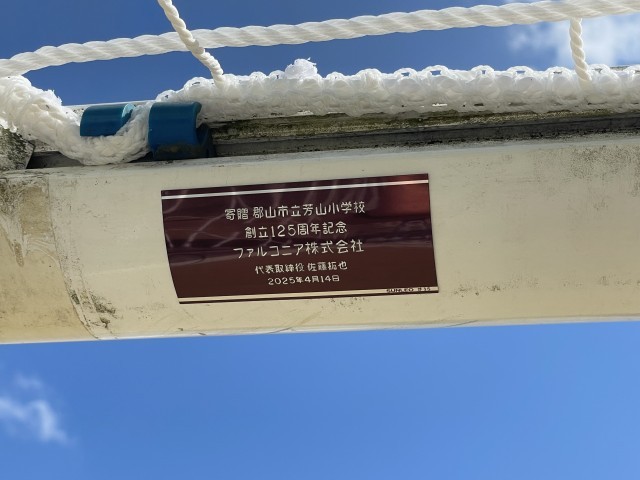 寄贈 郡山市立芳山小学校
創立125周年記念
ファルコニア株式会社
代表取締役 佐藤拓也
2025年4月14日